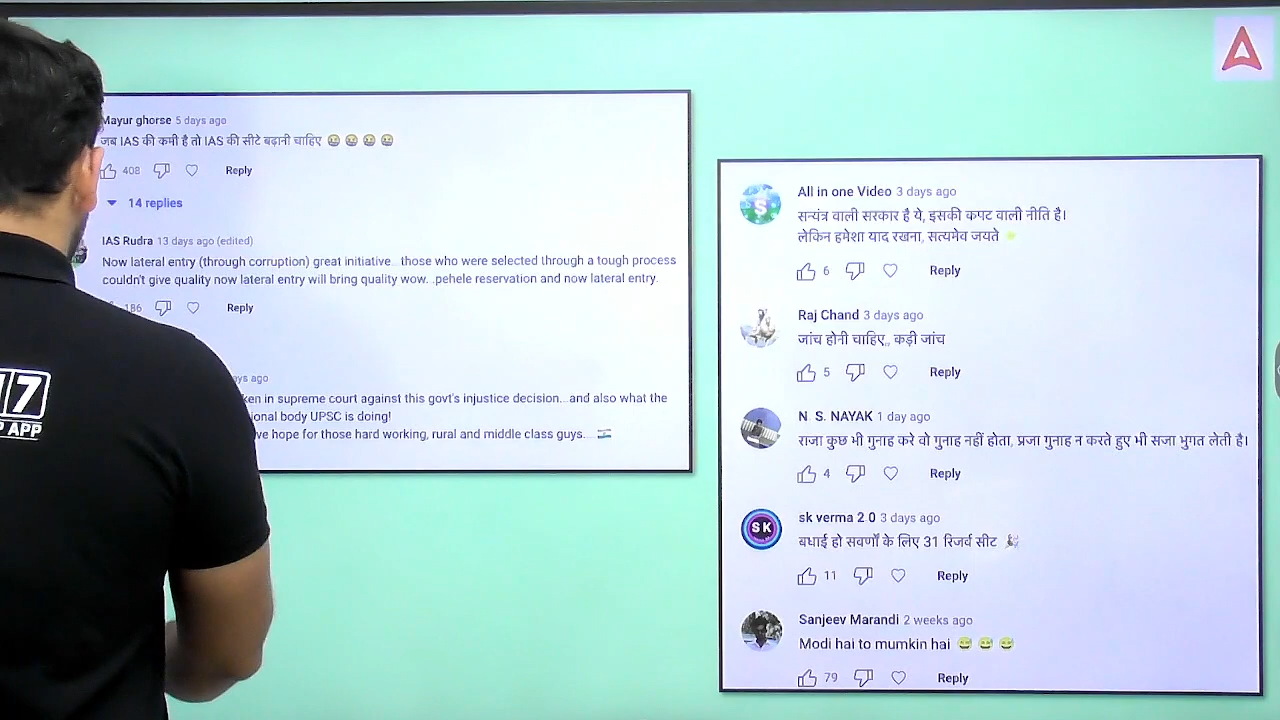 Mayur ghorse 5 days ago
जब IAS की कमी है तो IAS की सीटे बढ़ानी चाहिए 😢 😢 😢 😢
408 Reply
14 replies
IAS Rudra 13 days ago (edited)
Now lateral entry (through corruption) great initiative.. those who were selected through a tough process
couldn't give quality now lateral entry will bring quality wow. .pehele reservation and now lateral entry.
186 Reply
ays ago
ken in supreme court against this govt's injustice decision...and also what the
ional body UPSC is doing!
ve hope for those hard working, rural and middle class guys...
All in one Video 3 days ago
सन्यंत्र वाली सरकार है ये, इसकी कपट वाली नीति है।
लेकिन हमेशा याद रखना, सत्यमेव जयते
6 Reply
Raj Chand 3 days ago
जांच होनी चाहिए,, कड़ी जांच
5 Reply
N. S. NAYAK 1 day ago
राजा कुछ भी गुनाह करे वो गुनाह नहीं होता, प्रजा गुनाह न करते हुए भी सजा भुगत लेती है।
4 Reply
SK
sk verma 2.0 3 days ago
बधाई हो सवर्णों के लिए 31 रिजर्व सीट 🎉
11 Reply
Sanjeev Marandi 2 weeks ago
Modi hai to mumkin hai 😅 😅 😅
79 Reply
7
P APP